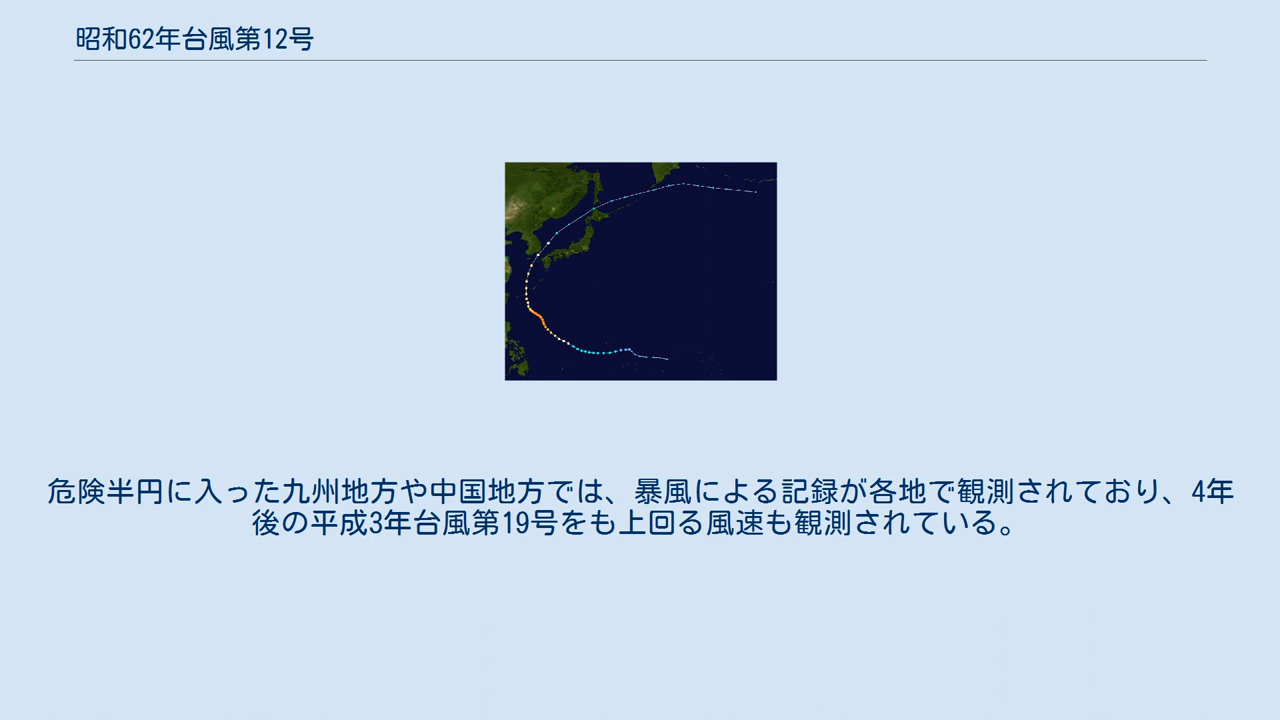 昭和62年台風第12号
危険半円に入った九州地方や中国地方では、暴風による記録が各地で観測されており、4年
後の平成3年台風第19号をも上回る風速も観測されている。